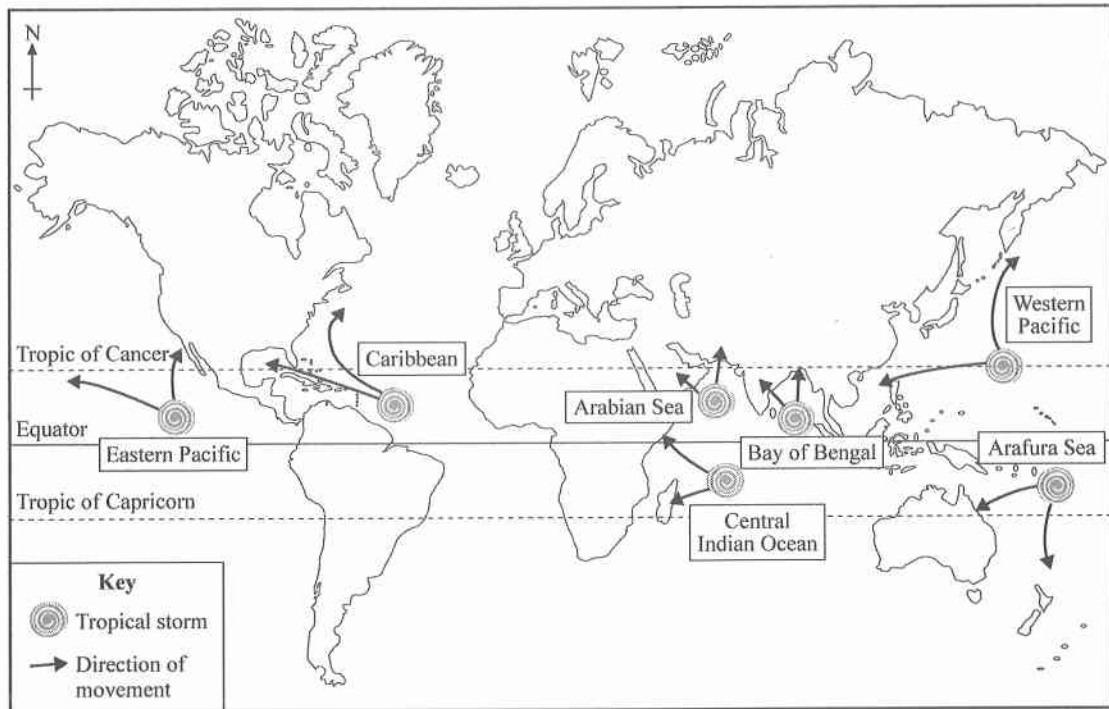 N
Tropic of Cancer
Caribbean
Western
Pacific
Arabian Sea
Equator
Eastern Pacific
Bay of Bengal
Arafura Sea
Tropic of Capricorn
Central
Indian Ocean
Key
Tropical storm
Direction of
movement